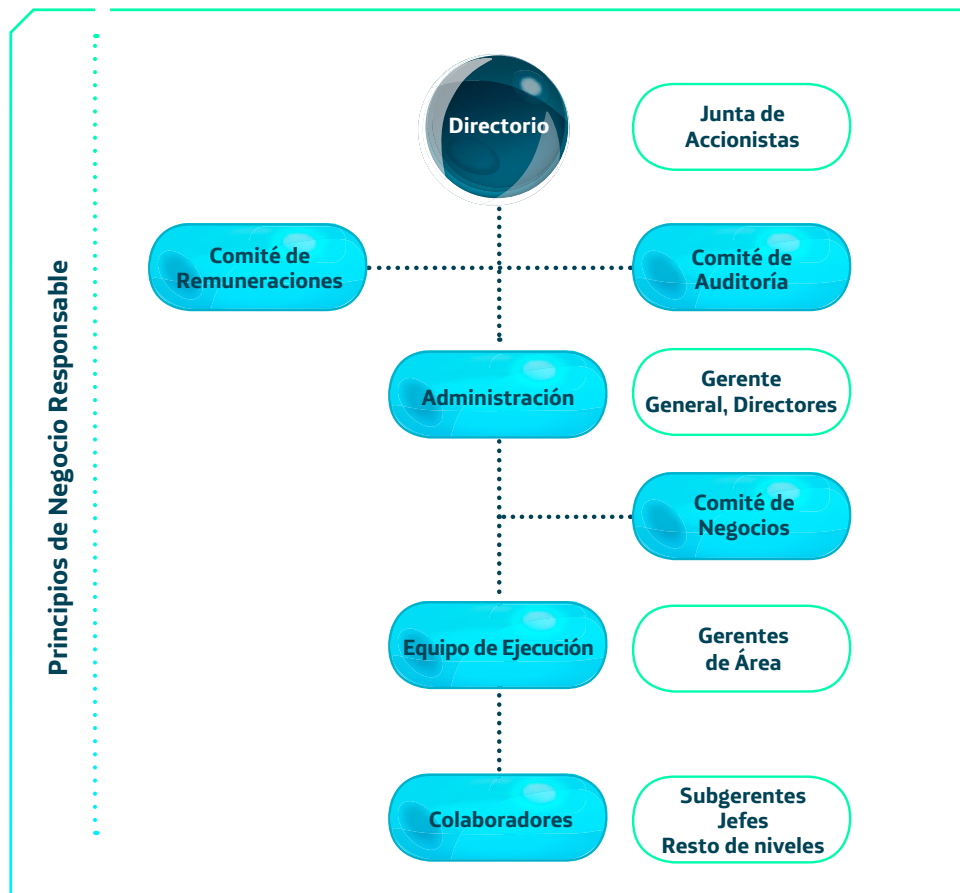 Principios de Negocio Responsable
Directorio
Junta de
Accionistas
Comité de
Remuneraciones
Comité de
Auditoría
Administración
Gerente
General, Directores
Comité de
Negocios
Equipo de Ejecución
Gerentes
de Área
Colaboradores
Subgerentes
Jefes
Resto de niveles